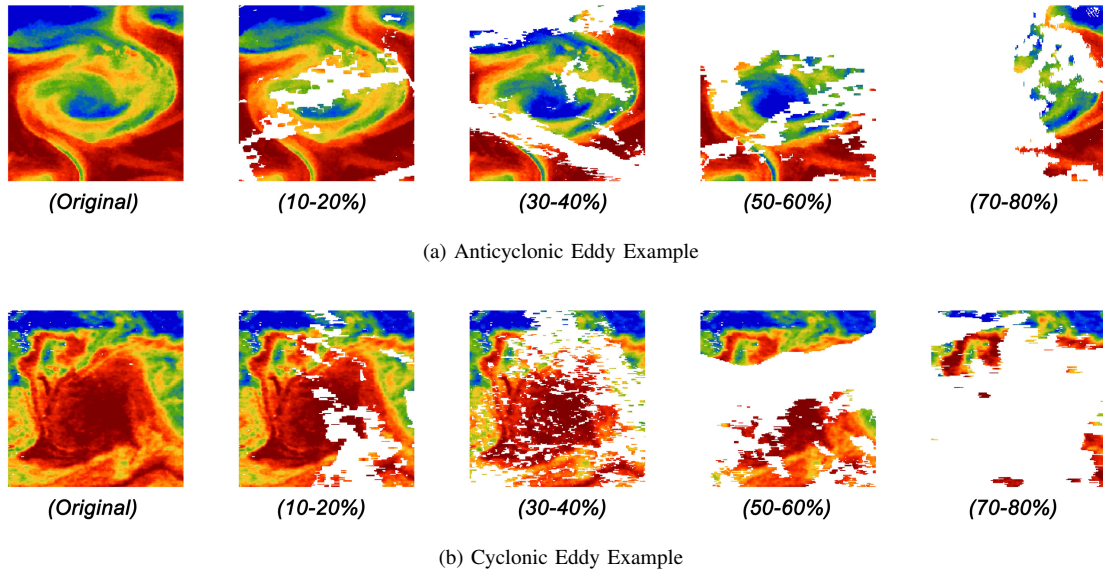 (Original) (10-20%) (30-40%) (50-60%) (70-80%)
(a) Anticyclonic Eddy Example
(Original) (10-20%) (30-40%) (50-60%) (70-80%)
(b) Cyclonic Eddy Example